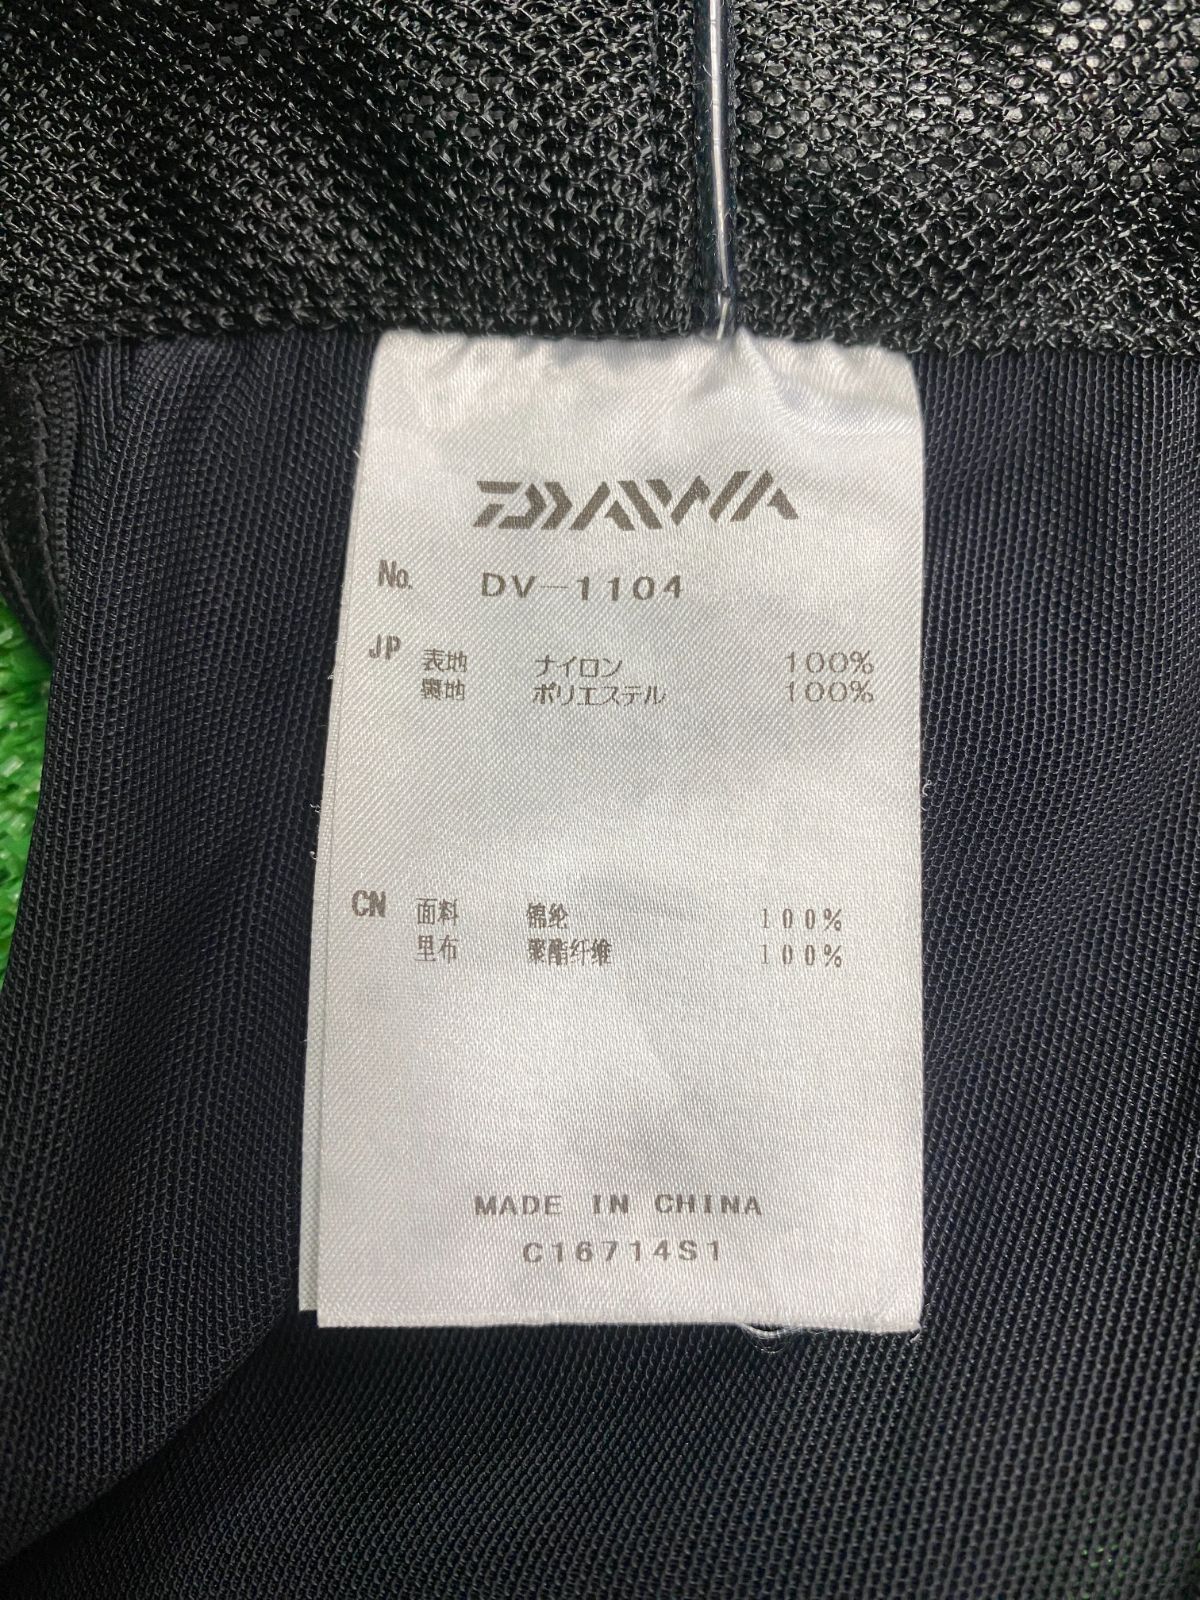 DAIWA
No. DV-1104
JP 表地 ナイロン 100%
裏地 ポリエステル 100%
CN 面料 锦纶 100%
里布 聚酯纤维 100%
MADE IN CHINA
C16714S1